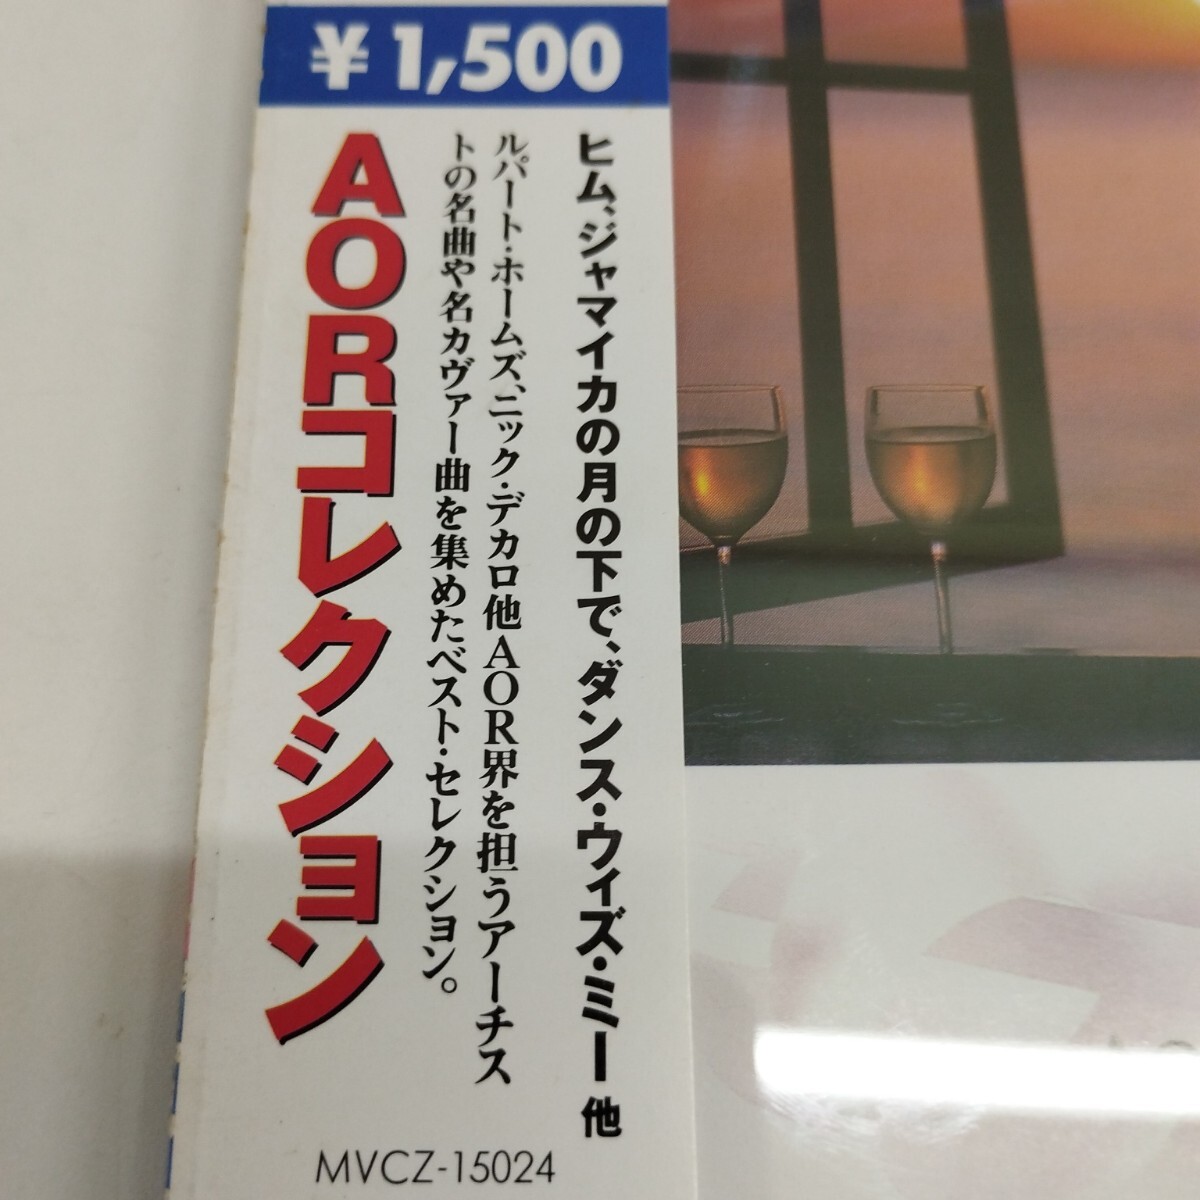 ¥1,500
ヒム、ジャマイカの月の下で、ダンス・ウィズ・ミー 他
ルパート・ホームズ、ニック・デカロ他AOR界を担うアーチス
トの名曲や名カヴァー曲を集めたベスト・セレクション。
AORコレクション
MVCZ-15024